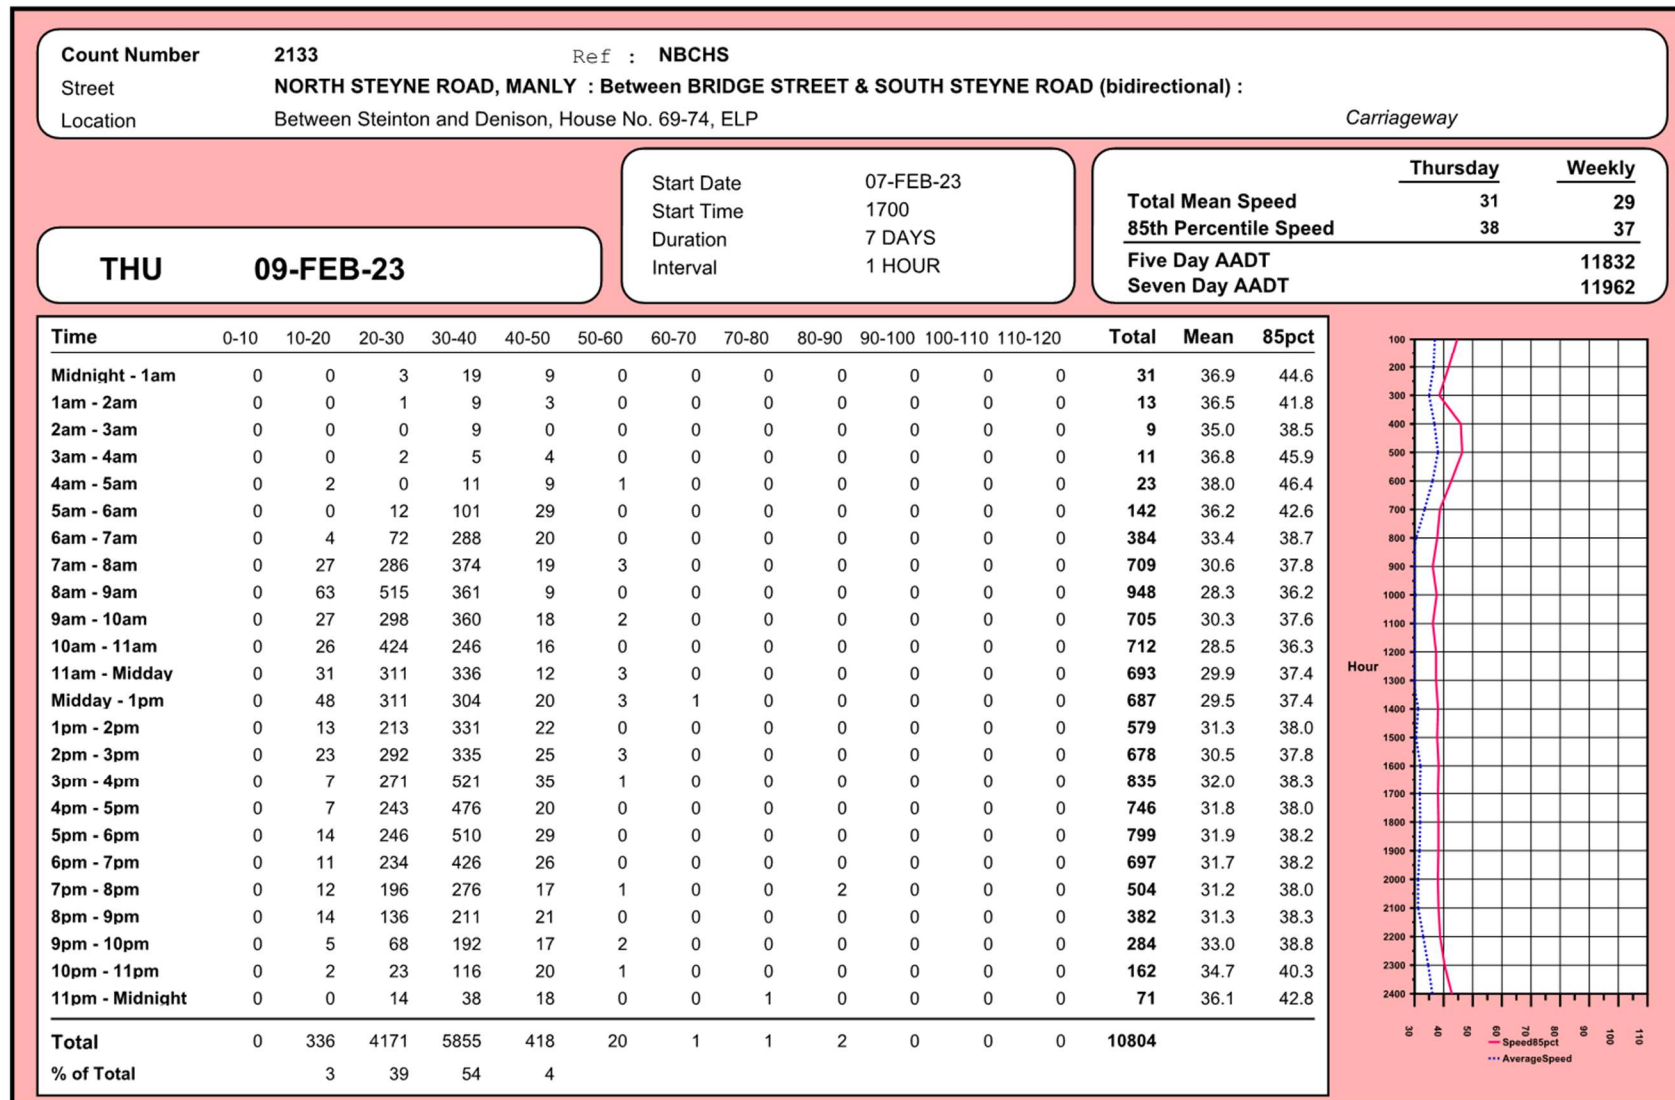 Count Number 2133 Ref : NBCHS
Street NORTH STEYNE ROAD, MANLY : Between BRIDGE STREET & SOUTH STEYNE ROAD (bidirectional) :
Location Between Steinton and Denison, House No. 69-74, ELP Carriageway
THU 09-FEB-23
Start Date 07-FEB-23
Start Time 1700
Duration 7 DAYS
Interval 1 HOUR
Thursday Weekly
Total Mean Speed 31 29
85th Percentile Speed 38 37
Five Day AADT 11832
Seven Day AADT 11962
Time 0-10 10-20 20-30 30-40 40-50 50-60 60-70 70-80 80-90 90-100 100-110 110-120 Total Mean 85pct
Midnight - 1am 0 0 3 19 9 0 0 0 0 0 0 0 31 36.9 44.6
1am - 2am 0 0 1 9 3 0 0 0 0 0 0 0 13 36.5 41.8
2am - 3am 0 0 0 9 0 0 0 0 0 0 0 0 9 35.0 38.5
3am - 4am 0 0 2 5 4 0 0 0 0 0 0 0 11 36.8 45.9
4am - 5am 0 2 0 11 9 1 0 0 0 0 0 0 23 38.0 46.4
5am - 6am 0 0 12 101 29 0 0 0 0 0 0 0 142 36.2 42.6
6am - 7am 0 4 72 288 20 0 0 0 0 0 0 0 384 33.4 38.7
7am - 8am 0 27 286 374 19 3 0 0 0 0 0 0 709 30.6 37.8
8am - 9am 0 63 515 361 9 0 0 0 0 0 0 0 948 28.3 36.2
9am - 10am 0 27 298 360 18 2 0 0 0 0 0 0 705 30.3 37.6
10am - 11am 0 26 424 246 16 0 0 0 0 0 0 0 712 28.5 36.3
11am - Midday 0 31 311 336 12 3 0 0 0 0 0 0 693 29.9 37.4
Midday - 1pm 0 48 311 304 20 3 1 0 0 0 0 0 687 29.5 37.4
1pm - 2pm 0 13 213 331 22 0 0 0 0 0 0 0 579 31.3 38.0
2pm - 3pm 0 23 292 335 25 3 0 0 0 0 0 0 678 30.5 37.8
3pm - 4pm 0 7 271 521 35 1 0 0 0 0 0 0 835 32.0 38.3
4pm - 5pm 0 7 243 476 20 0 0 0 0 0 0 0 746 31.8 38.0
5pm - 6pm 0 14 246 510 29 0 0 0 0 0 0 0 799 31.9 38.2
6pm - 7pm 0 11 234 426 26 0 0 0 0 0 0 0 697 31.7 38.2
7pm - 8pm 0 12 196 276 17 1 0 0 2 0 0 0 504 31.2 38.0
8pm - 9pm 0 14 136 211 21 0 0 0 0 0 0 0 382 31.3 38.3
9pm - 10pm 0 5 68 192 17 2 0 0 0 0 0 0 284 33.0 38.8
10pm - 11pm 0 2 23 116 20 1 0 0 0 0 0 0 162 34.7 40.3
11pm - Midnight 0 0 14 38 18 0 0 1 0 0 0 0 71 36.1 42.8
Total 0 336 4171 5855 418 20 1 1 2 0 0 0 10804
% of Total 3 39 54 4
100
200
300
400
500
600
700
800
900
1000
1100
1200
Hour
1300
1400
1500
1600
1700
1800
1900
2000
2100
2200
2300
2400
30 40 50 60 70 80 90 100 110
Speed85pct
AverageSpeed